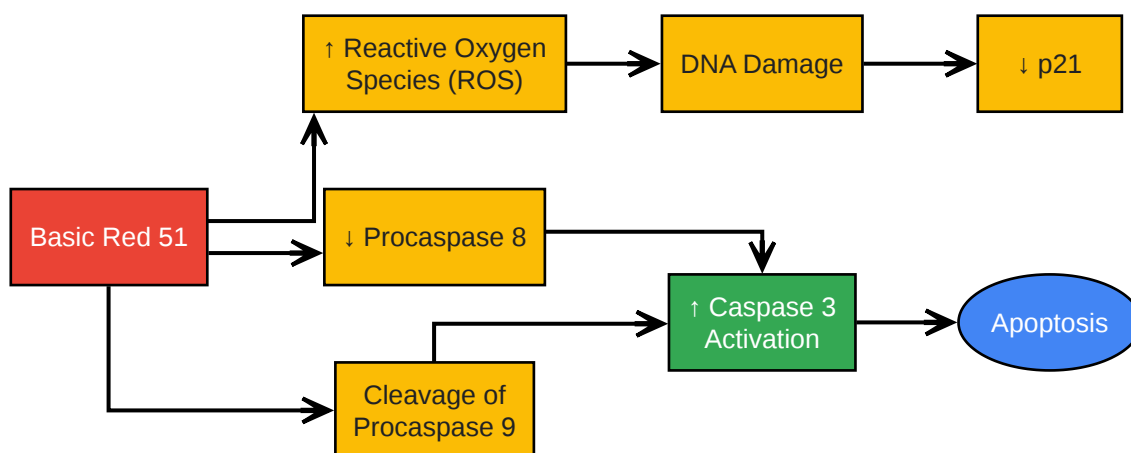 ↑ Reactive Oxygen
Species (ROS)
DNA Damage
↓ p21
Basic Red 51
↓ Procaspase 8
↑ Caspase 3
Activation
Apoptosis
Cleavage of
Procaspase 9